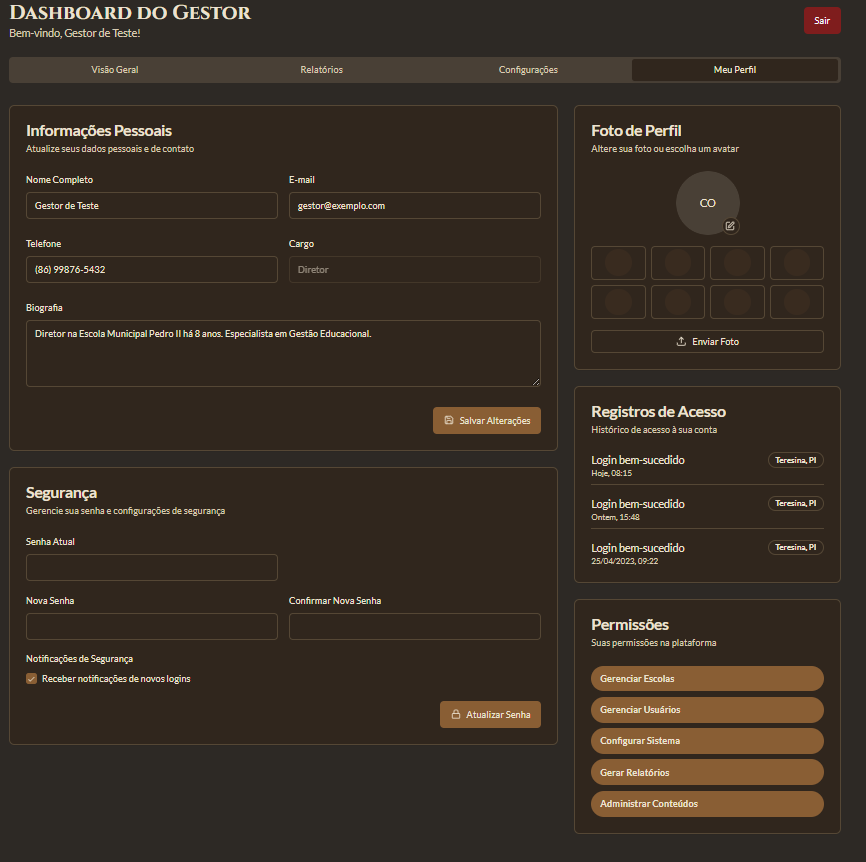 Dashboard do Gestor
Bem-vindo, Gestor de Teste!
Sair
Visão Geral
Relatórios
Configurações
Meu Perfil
Informações Pessoais
Atualize seus dados pessoais e de contato
Nome Completo
E-mail
Gestor de Teste
gestor@exemplo.com
Telefone
Cargo
(86) 99876-5432
Diretor
Biografia
Diretor na Escola Municipal Pedro II há 8 anos. Especialista em Gestão Educacional.
Salvar Alterações
Segurança
Gerencie sua senha e configurações de segurança
Senha Atual
Nova Senha
Confirmar Nova Senha
Notificações de Segurança
Receber notificações de novos logins
Atualizar Senha
Foto de Perfil
Altere sua foto ou escolha um avatar
CO
Enviar Foto
Registros de Acesso
Histórico de acesso à sua conta
Login bem-sucedido
Teresina, PI
Hoje, 08:15
Login bem-sucedido
Teresina, PI
Ontem, 15:48
Login bem-sucedido
Teresina, PI
25/04/2023, 09:22
Permissões
Suas permissões na plataforma
Gerenciar Escolas
Gerenciar Usuários
Configurar Sistema
Gerar Relatórios
Administrar Conteúdos